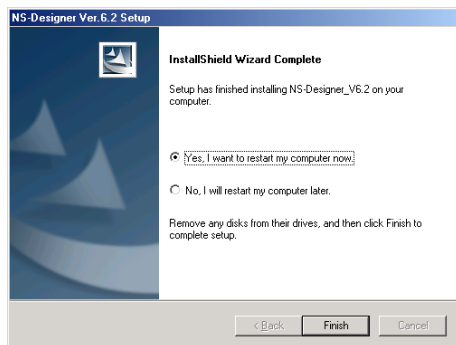 NS-Designer Ver.6.2 Setup
InstallShield Wizard Complete
Setup has finished installing NS-Designer_V6.2 on your
computer.
Yes, I want to restart my computer now.
No, I will restart my computer later.
Remove any disks from their drives, and then click Finish to
complete setup.
< Back
Finish
Cancel